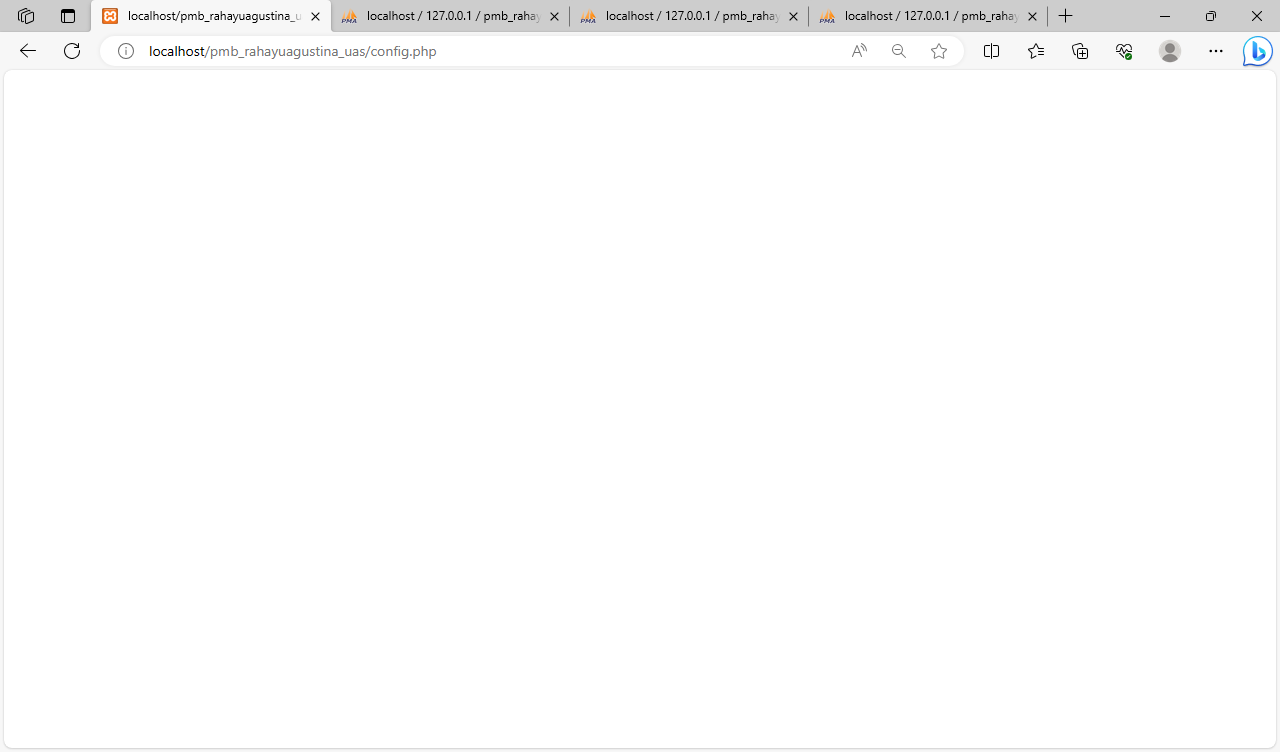 localhost/pmb_rahayuagustina_u
localhost / 127.0.0.1 / pmb_rahay
localhost / 127.0.0.1 / pmb_rahay
localhost / 127.0.0.1 / pmb_rahay
localhost/pmb_rahayuagustina_uas/config.php